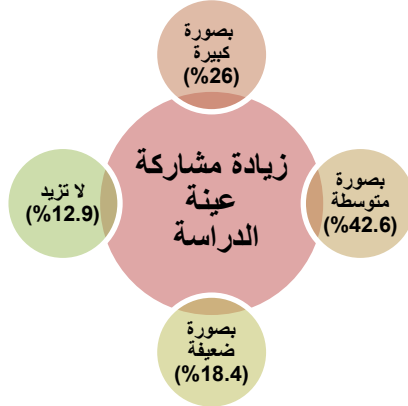 بصورة
كبيرة
(%26)
زيادة مشاركة
عينة
الدراسة
بصورة
متوسطة
(%42.6)
لا تزيد
(%12.9)
بصورة
ضعيفة
(%18.4)